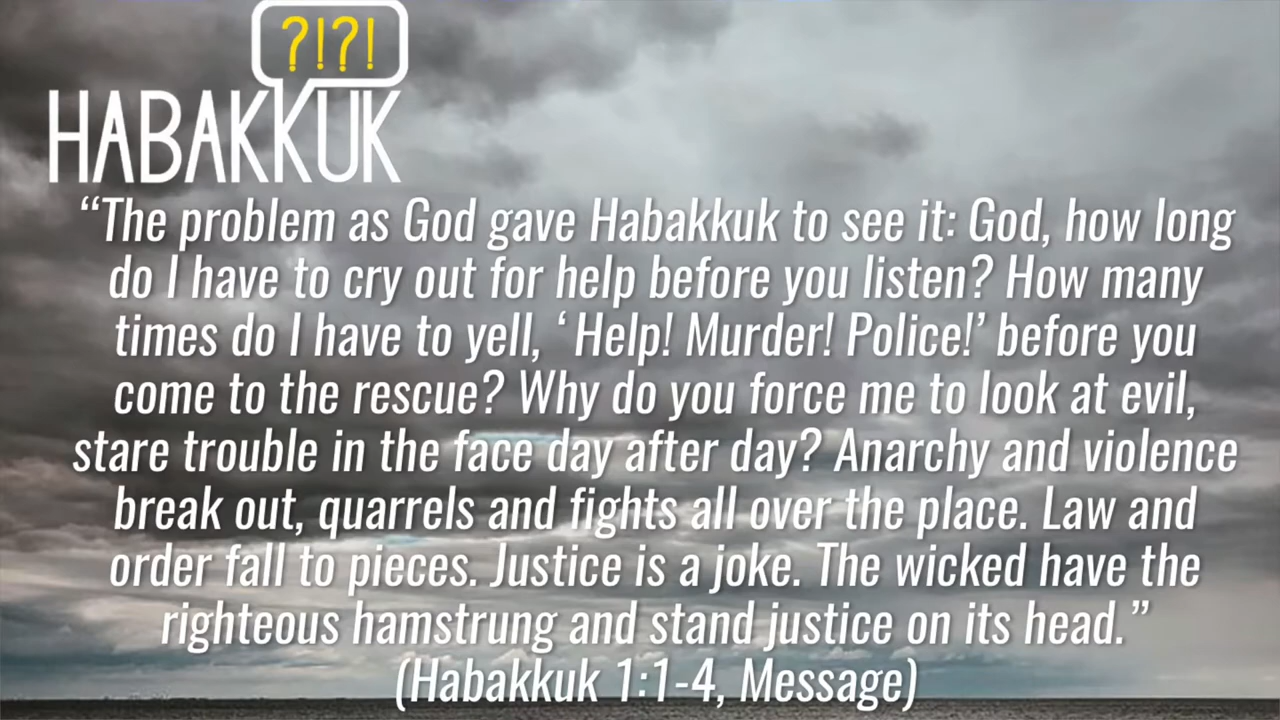 ?!?!
HABAKKUK
“The problem as God gave Habakkuk to see it: God, how long
do I have to cry out for help before you listen? How many
times do I have to yell, ‘Help! Murder! Police!’ before you
come to the rescue? Why do you force me to look at evil,
stare trouble in the face day after day? Anarchy and violence
break out, quarrels and fights all over the place. Law and
order fall to pieces. Justice is a joke. The wicked have the
righteous hamstrung and stand justice on its head.”
(Habakkuk 1:1-4, Message)